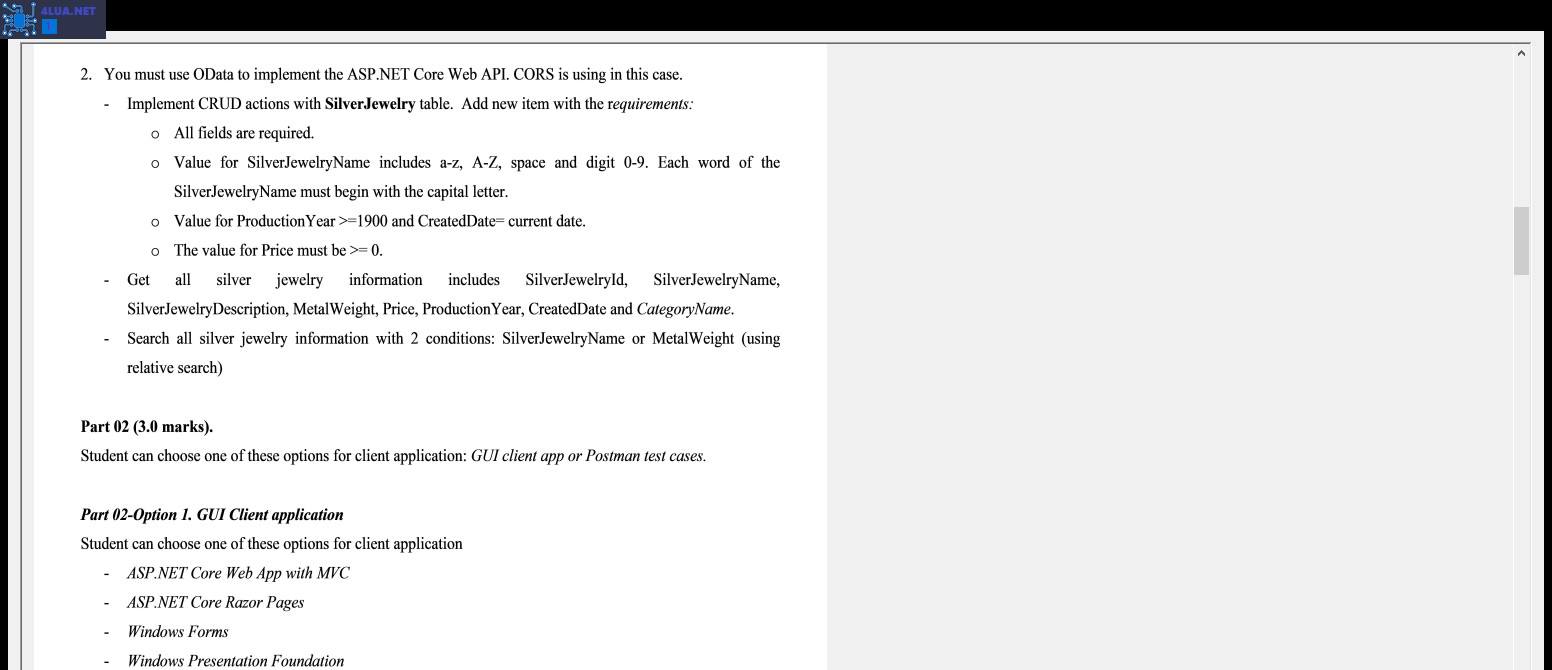 4LUA.NET
2. You must use OData to implement the ASP.NET Core Web API. CORS is using in this case.
- Implement CRUD actions with SilverJewelry table. Add new item with the requirements:
o All fields are required.
o Value for SilverJewelryName includes a-z, A-Z, space and digit 0-9. Each word of the
SilverJewelryName must begin with the capital letter.
o Value for ProductionYear >=1900 and CreatedDate= current date.
o The value for Price must be >= 0.
- Get all silver jewelry information includes SilverJewelryId, SilverJewelryName,
SilverJewelryDescription, MetalWeight, Price, ProductionYear, CreatedDate and CategoryName.
- Search all silver jewelry information with 2 conditions: SilverJewelryName or MetalWeight (using
relative search)
Part 02 (3.0 marks).
Student can choose one of these options for client application: GUI client app or Postman test cases.
Part 02-Option 1. GUI Client application
Student can choose one of these options for client application
- ASP.NET Core Web App with MVC
- ASP.NET Core Razor Pages
- Windows Forms
- Windows Presentation Foundation